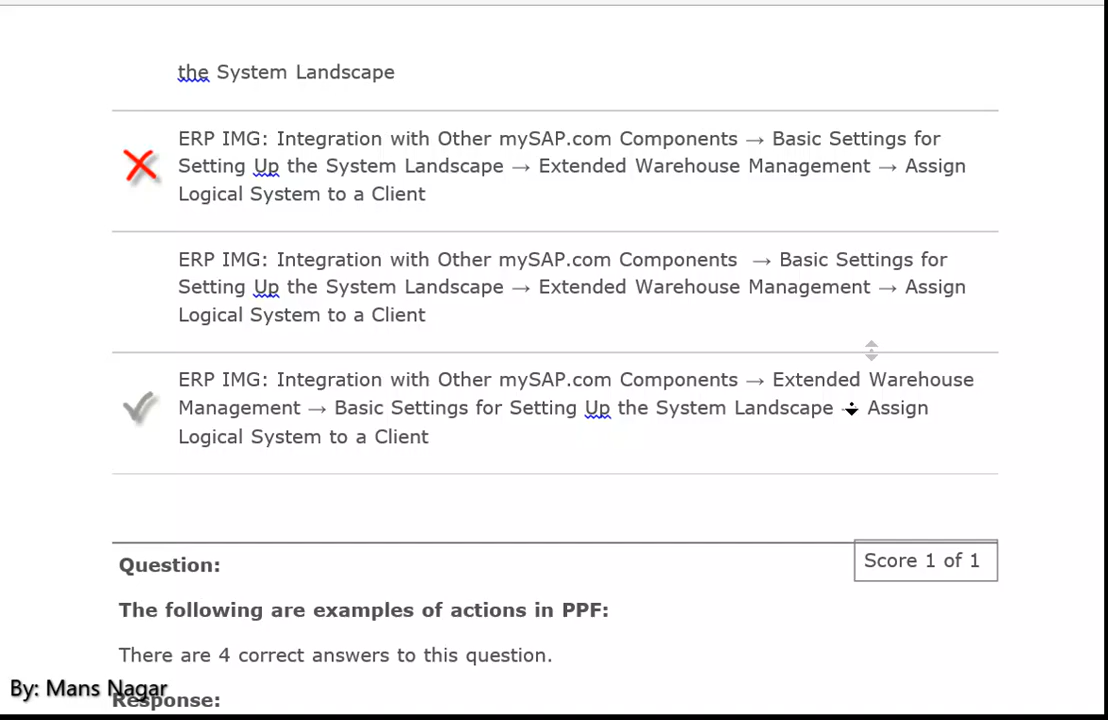 the System Landscape
ERP IMG: Integration with Other mySAP.com Components → Basic Settings for
Setting Up the System Landscape → Extended Warehouse Management → Assign
Logical System to a Client
ERP IMG: Integration with Other mySAP.com Components → Basic Settings for
Setting Up the System Landscape → Extended Warehouse Management → Assign
Logical System to a Client
ERP IMG: Integration with Other mySAP.com Components → Extended Warehouse
Management → Basic Settings for Setting Up the System Landscape → Assign
Logical System to a Client
Score 1 of 1
Question:
The following are examples of actions in PPF:
There are 4 correct answers to this question.
By: Mans Nagar
Response: